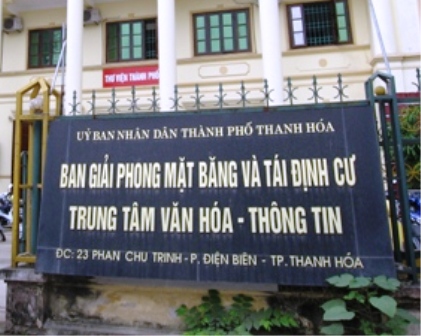 THƯ VIỆN THÀNH PHỐ
UỶ BAN NHÂN DÂN THÀNH PHỐ THANH HÓA
BAN GIẢI PHONG MẶT BẰNG VÀ TÁI ĐỊNH CƯ
TRUNG TÂM VĂN HÓA - THÔNG TIN
ĐC: 23 PHAN CHU TRINH - P. ĐIỆN BIÊN - TP. THANH HÓA